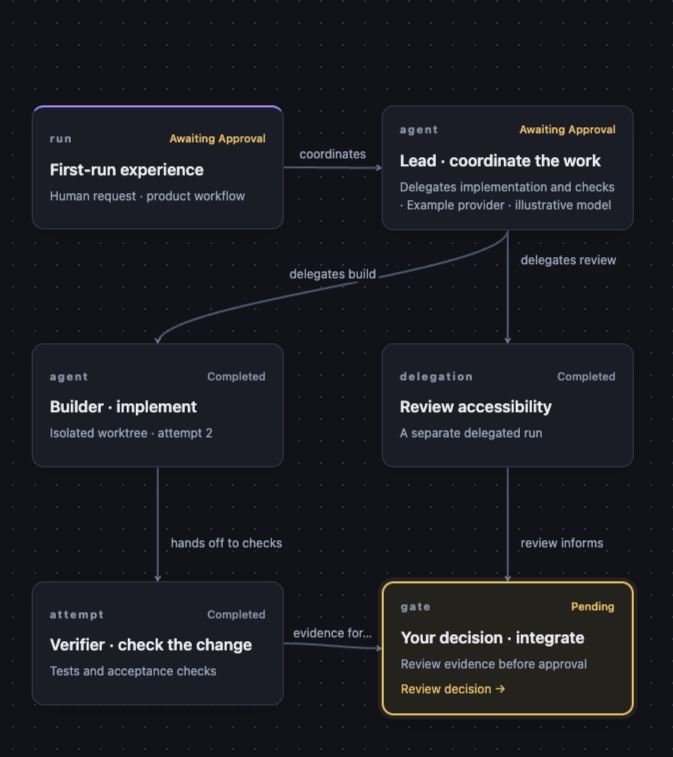 run
Awaiting Approval
First-run experience
Human request · product workflow
coordinates
agent
Awaiting Approval
Lead · coordinate the work
Delegates implementation and checks
· Example provider · illustrative model
delegates build
delegates review
agent
Completed
Builder · implement
Isolated worktree · attempt 2
delegation
Completed
Review accessibility
A separate delegated run
hands off to checks
review informs
attempt
Completed
Verifier · check the change
Tests and acceptance checks
evidence for...
gate
Pending
Your decision · integrate
Review evidence before approval
Review decision →